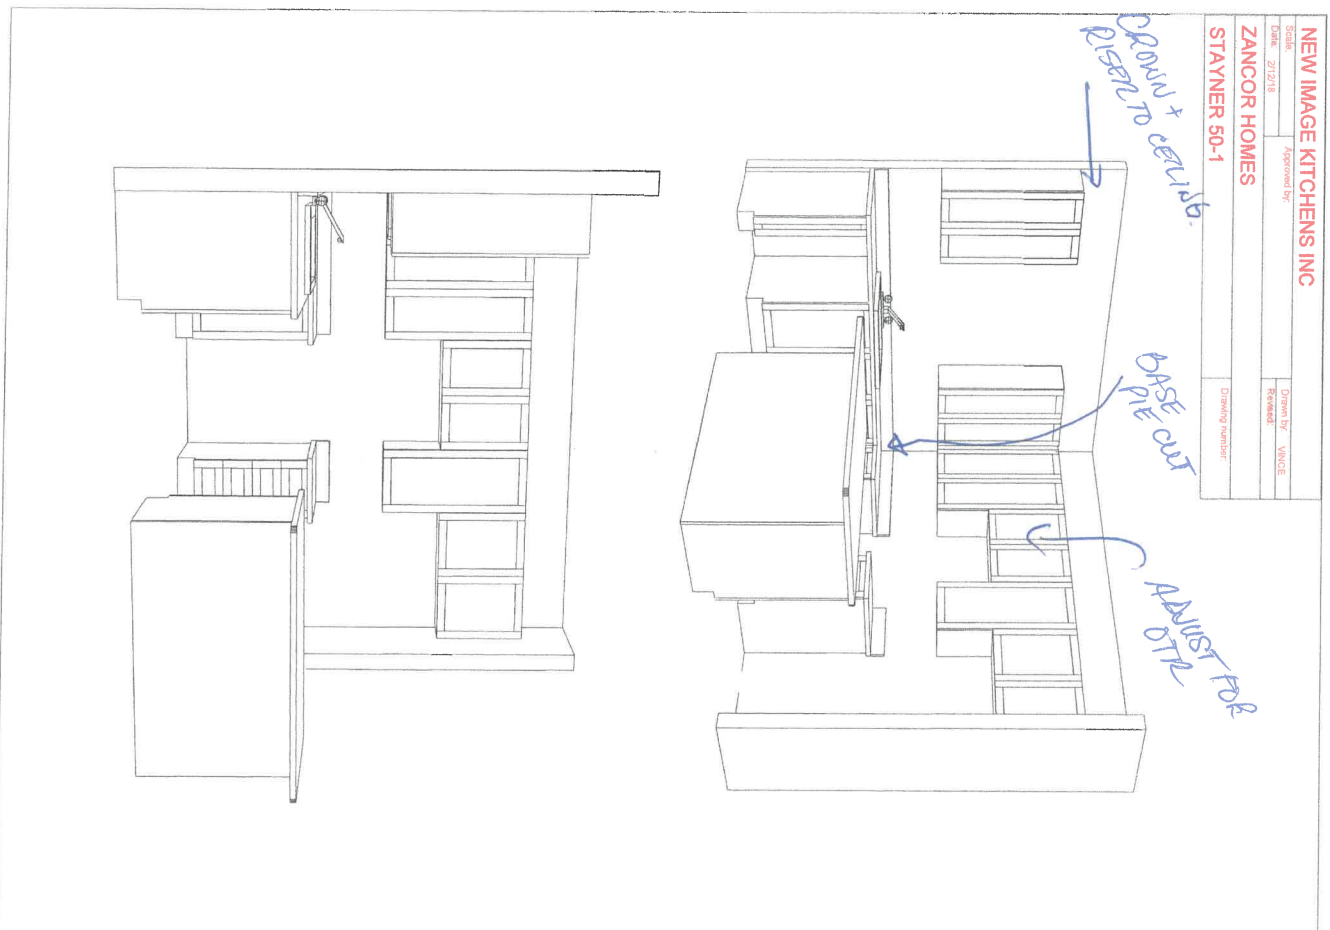 NEW IMAGE KITCHENS INC
Scale: Approved by: Drawn by: VINCE
Date: 2/12/18 Revised:
ZANCOR HOMES
STAYNER 50-1
Drawing number:
CROWN +
RISER TO CEILING.
BASE
PIE CUT
ADJUST FOR
OTR